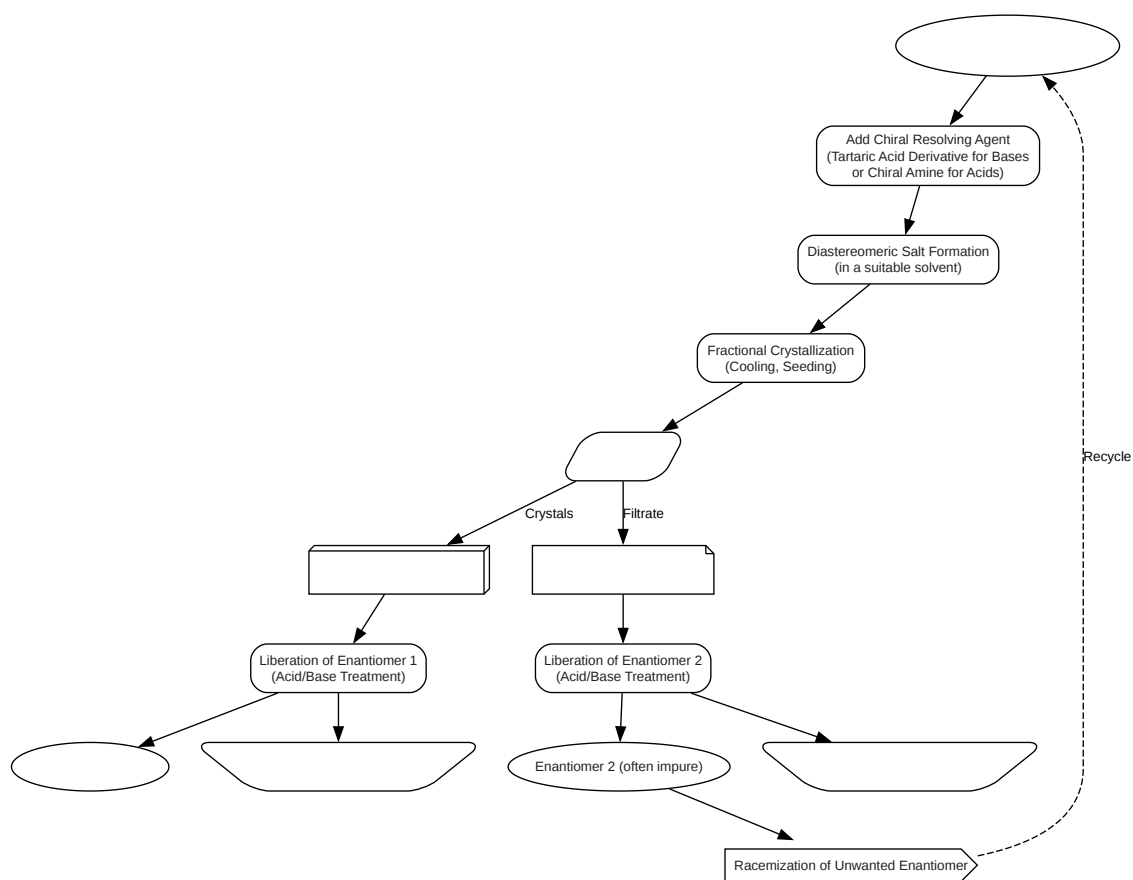 Add Chiral Resolving Agent
(Tartaric Acid Derivative for Bases
or Chiral Amine for Acids)
Diastereomeric Salt Formation
(in a suitable solvent)
Fractional Crystallization
(Cooling, Seeding)
Recycle
Crystals
Filtrate
Liberation of Enantiomer 1
(Acid/Base Treatment)
Liberation of Enantiomer 2
(Acid/Base Treatment)
Enantiomer 2 (often impure)
Racemization of Unwanted Enantiomer